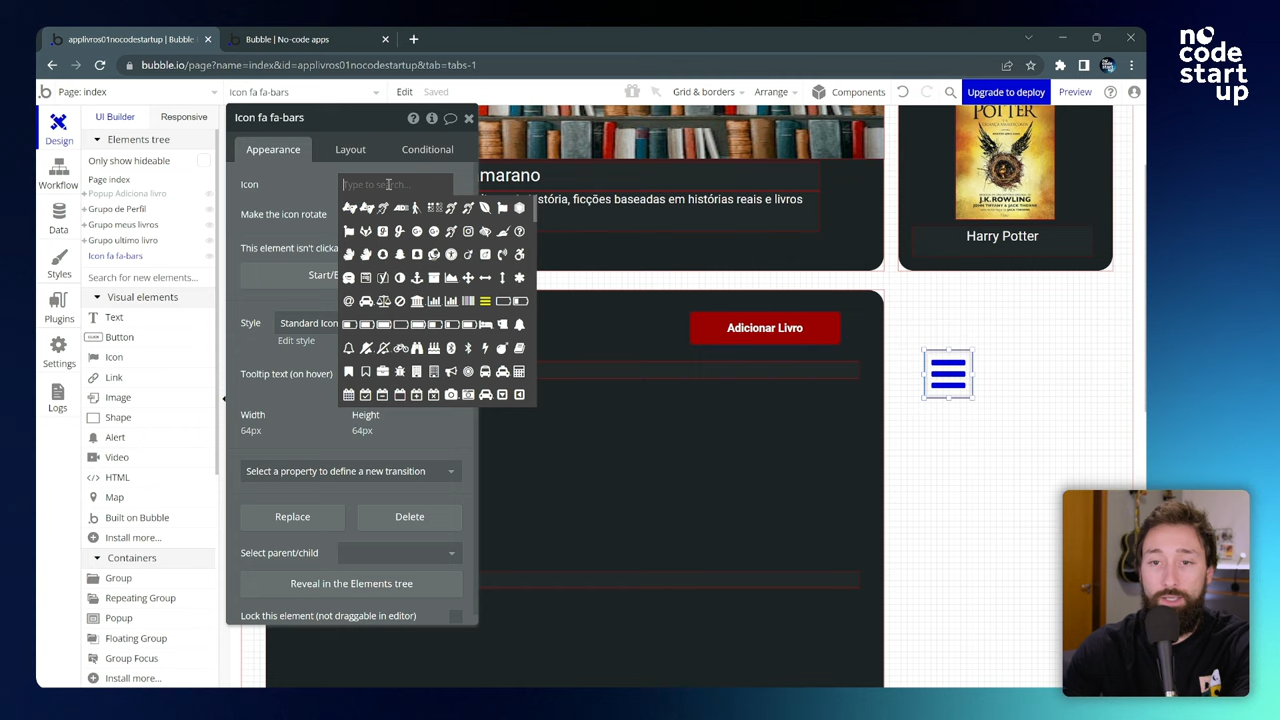 no
code
start
up
applivros01nocodestartup | Bubble
Bubble | No-code apps
bubble.io/page?name=index&id=applivros01nocodestartup&tab=tabs-1
Page: index
Icon fa fa-bars
Edit
Saved
Grid & borders
Arrange
Components
Upgrade to deploy
Preview
Design
Workflow
Data
Styles
Plugins
Settings
Logs
UI Builder
Responsive
Elements tree
Only show hideable
Page index
Popup Adiciona livro
Grupo de Perfil
Grupo meus livros
Grupo ultimo livro
Icon fa fa-bars
Search for new elements...
Visual elements
Text
Button
Icon
Link
Image
Shape
Alert
Video
HTML
Map
Built on Bubble
Install more...
Containers
Group
Repeating Group
Popup
Floating Group
Group Focus
Install more...
Icon fa fa-bars
Appearance
Layout
Conditional
Icon
Type to search...
Make the icon rotate
This element isn't clicka
Start/E
Style
Standard Icon
Edit style
Tooltip text (on hover)
Width
Height
64px
64px
Select a property to define a new transition
Replace
Delete
Select parent/child
Reveal in the Elements tree
Lock this element (not draggable in editor)
marano
história, ficções baseadas em histórias reais e livros
Adicionar Livro
POTTER
J.K.ROWLING
Harry Potter